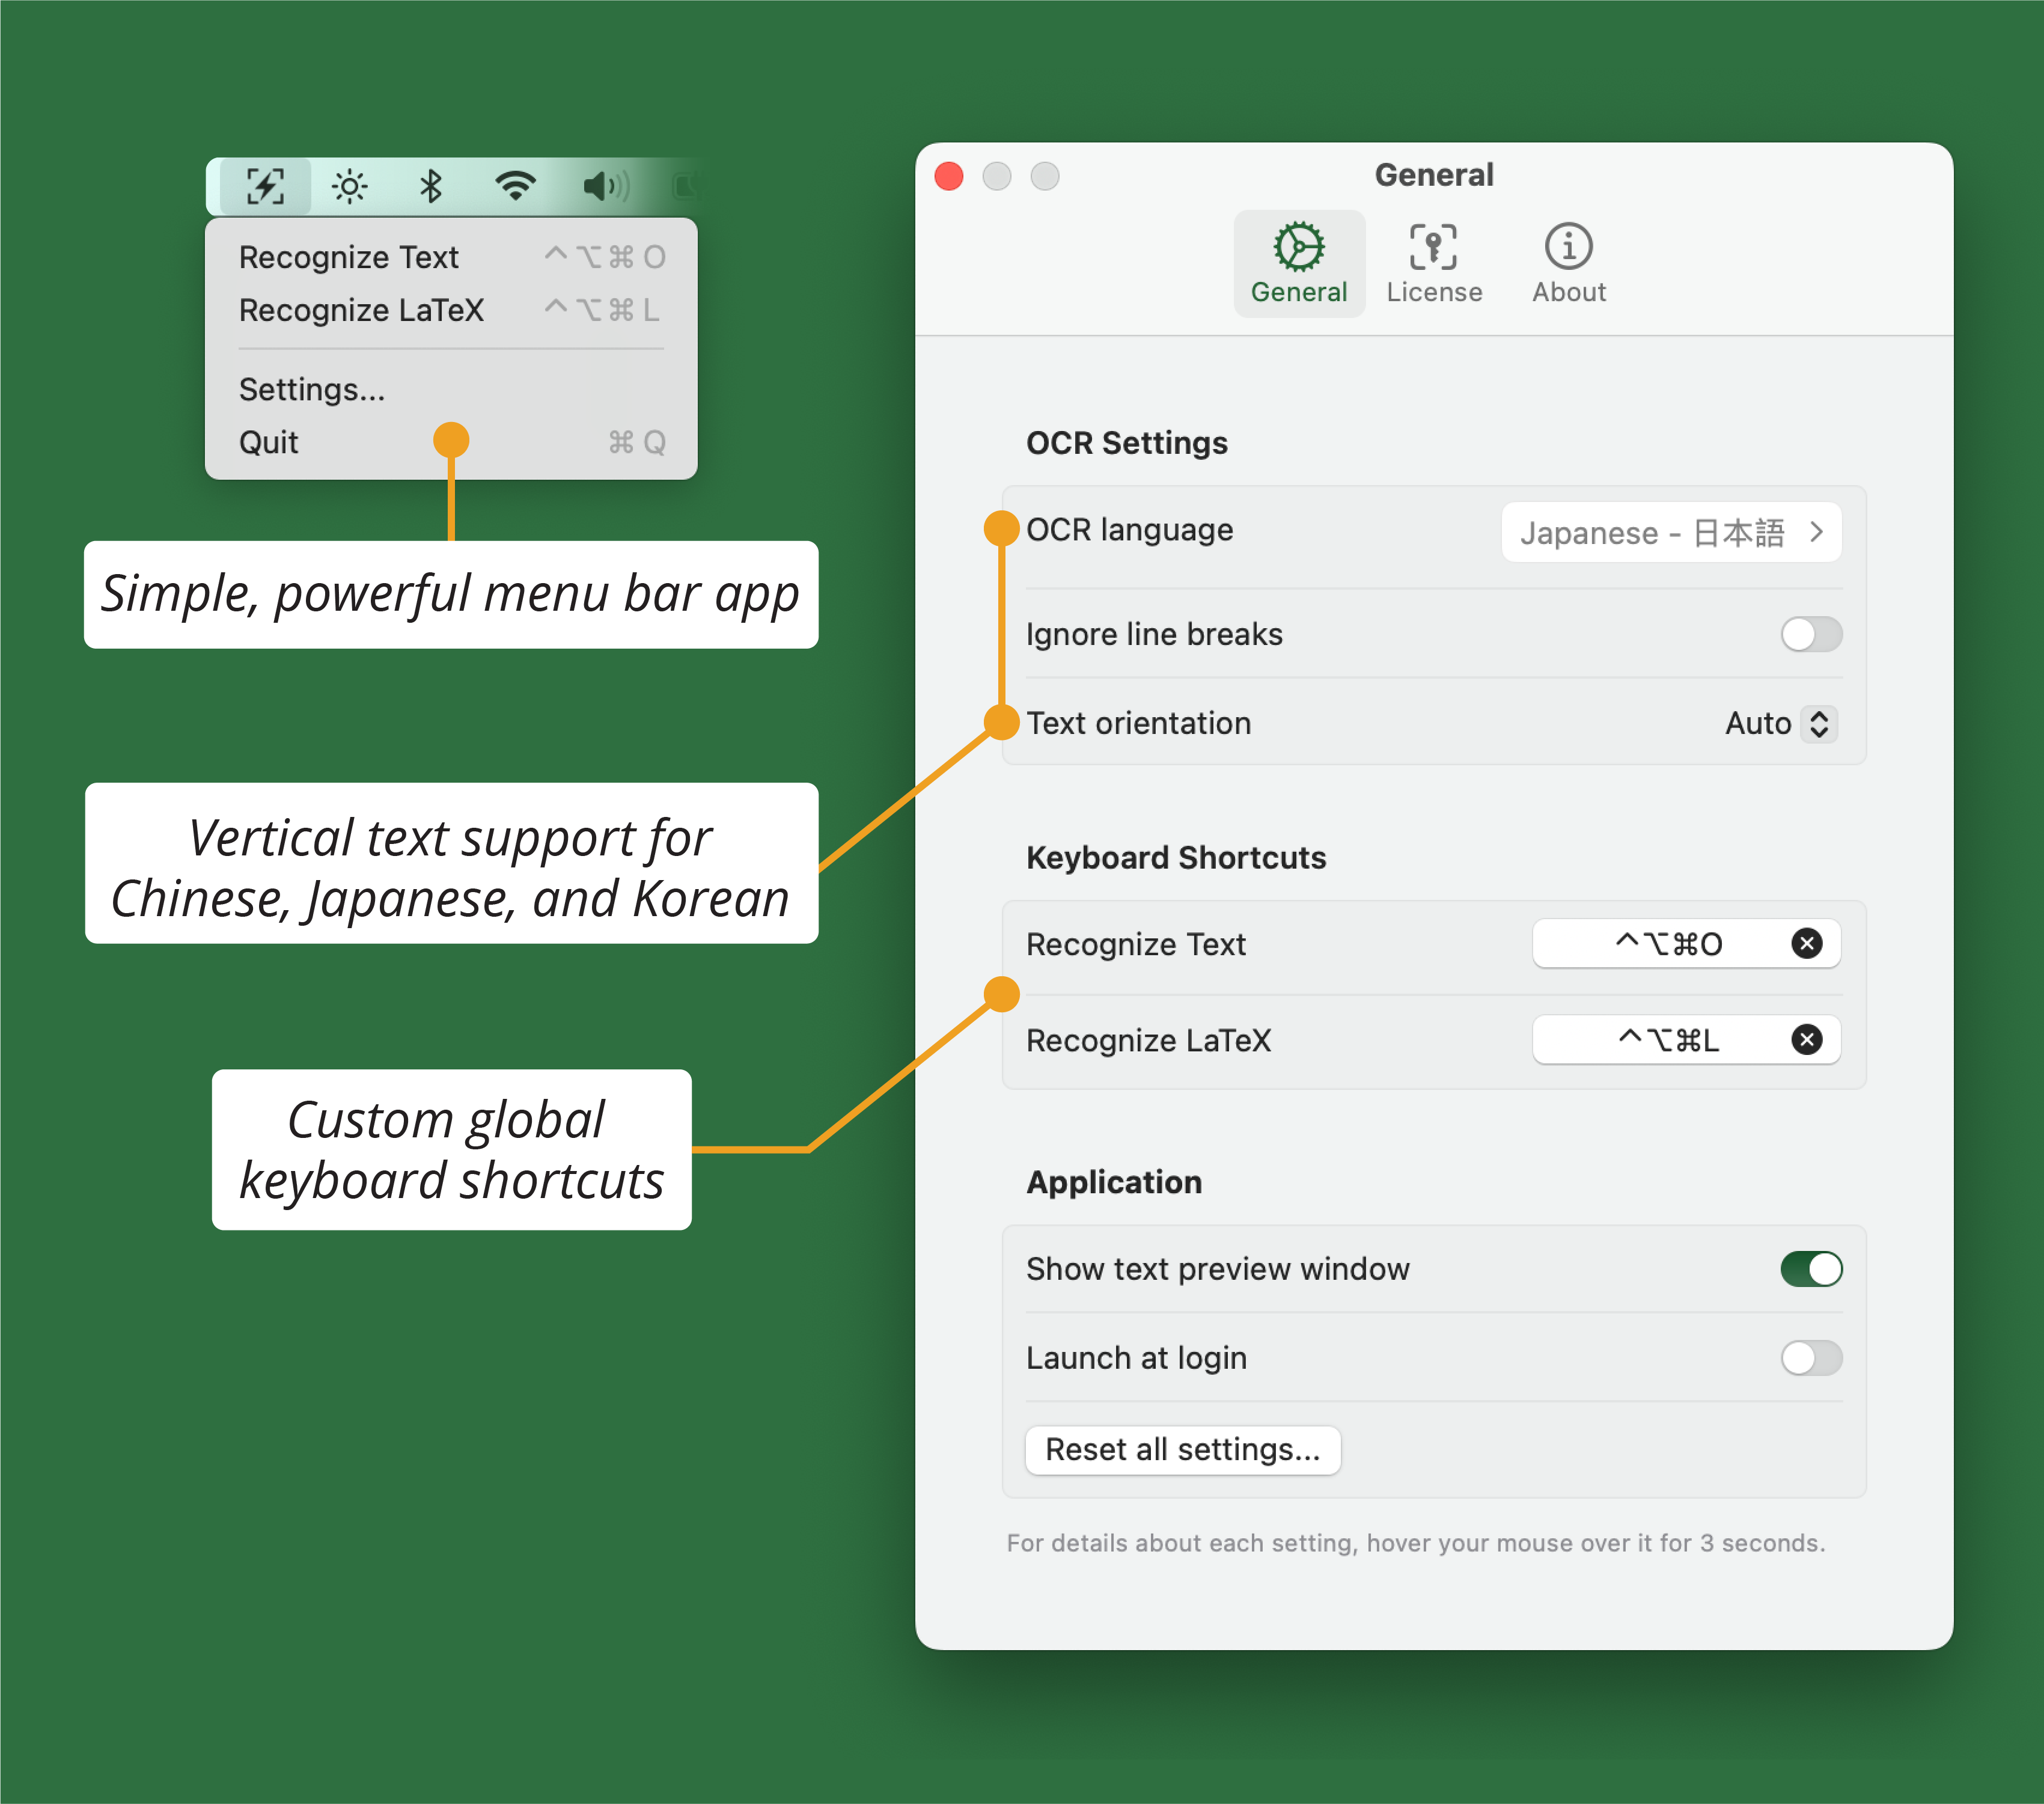 Recognize Text ^⌥⌘O
Recognize LaTeX ^⌥⌘L
Settings...
Quit ⌘Q
Simple, powerful menu bar app
Vertical text support for
Chinese, Japanese, and Korean
Custom global
keyboard shortcuts
General
General License About
OCR Settings
OCR language Japanese - 日本語
Ignore line breaks
Text orientation Auto
Keyboard Shortcuts
Recognize Text ^⌥⌘O
Recognize LaTeX ^⌥⌘L
Application
Show text preview window
Launch at login
Reset all settings...
For details about each setting, hover your mouse over it for 3 seconds.